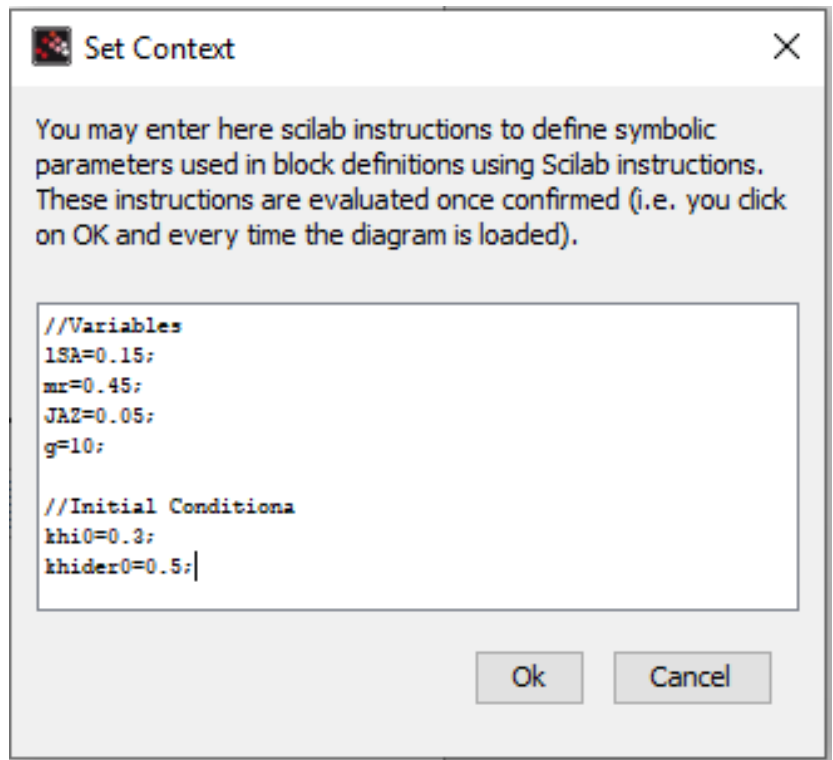 Set Context
You may enter here scilab instructions to define symbolic
parameters used in block definitions using Scilab instructions.
These instructions are evaluated once confirmed (i.e. you click
on OK and every time the diagram is loaded).
//Variables
lSA=0.15;
mr=0.45;
JAZ=0.05;
g=10;
//Initial Conditiona
khi0=0.3;
khider0=0.5;
Ok Cancel